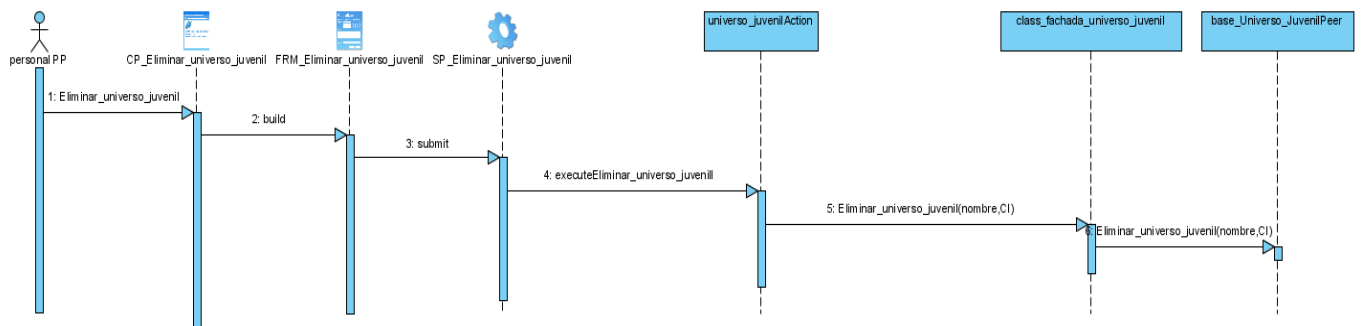 universo_juvenilAction
class_fachada_universo_juvenil
base_Universo_JuvenilPeer
personal PP
CP_Eliminar_universo_juvenil
FRM_Eliminar_universo_juvenil
SP_Eliminar_universo_juvenil
1: Eliminar_universo_juvenil
2: build
3: submit
4: executeEliminar_universo_juvenill
5: Eliminar_universo_juvenil(nombre,CI)
6: Eliminar_universo_juvenil(nombre,CI)